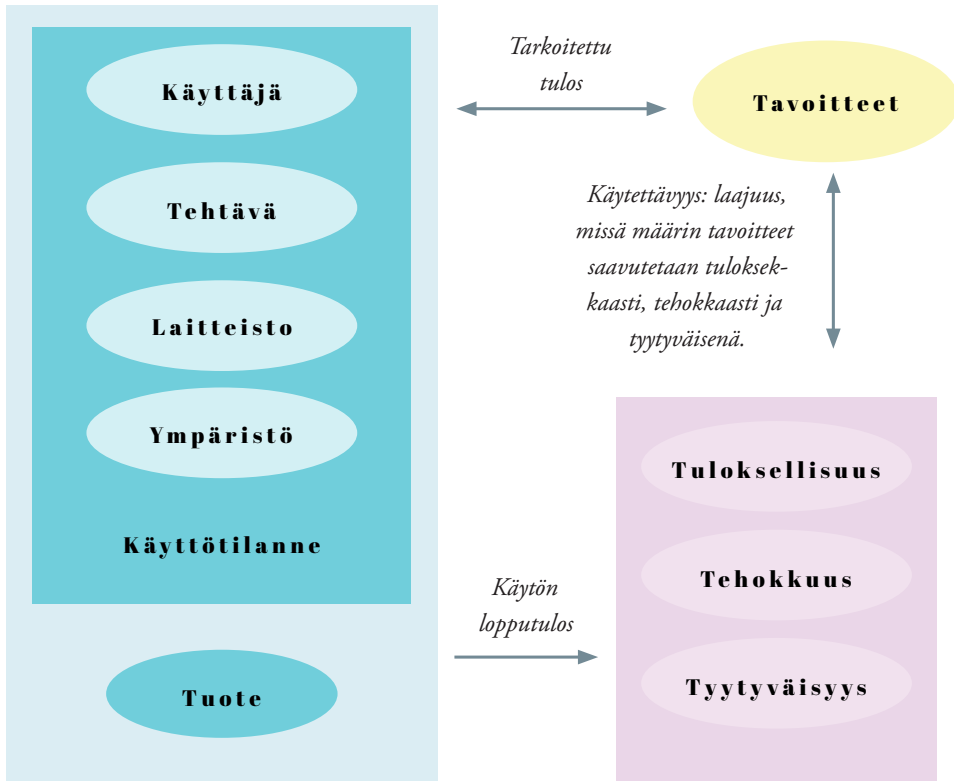 Käyttäjä
Tehtävä
Laitteisto
Ympäristö
Käyttötilanne
Tuote
Tarkoitettu
tulos
Tavoitteet
Käytettävyys: laajuus,
missä määrin tavoitteet
saavutetaan tuloksek-
kaasti, tehokkaasti ja
tyytyväisenä.
Käytön
lopputulos
Tuloksellisuus
Tehokkuus
Tyytyväisyys